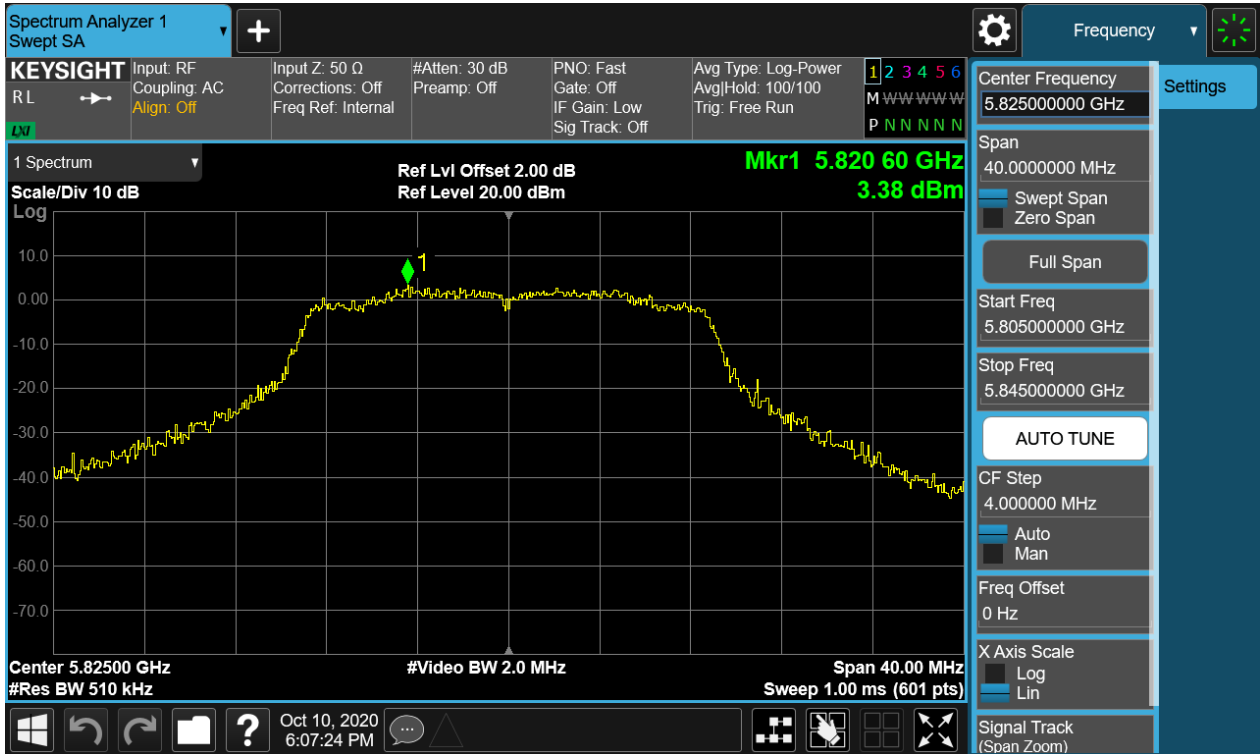 Spectrum Analyzer 1
Swept SA
+
Frequency
KEYSIGHT
R L
LXI
Input: RF
Coupling: AC
Align: Off
Input Z: 50 Ω
Corrections: Off
Freq Ref: Internal
#Atten: 30 dB
Preamp: Off
PNO: Fast
Gate: Off
IF Gain: Low
Sig Track: Off
Avg Type: Log-Power
Avg|Hold: 100/100
Trig: Free Run
1 2 3 4 5 6
M W W W W W
P N N N N N
1 Spectrum
Scale/Div 10 dB
Log
Ref Lvl Offset 2.00 dB
Ref Level 20.00 dBm
Mkr1 5.820 60 GHz
3.38 dBm
1
10.0
0.00
-10.0
-20.0
-30.0
-40.0
-50.0
-60.0
-70.0
Center 5.82500 GHz
#Res BW 510 kHz
#Video BW 2.0 MHz
Span 40.00 MHz
Sweep 1.00 ms (601 pts)
Center Frequency
5.825000000 GHz
Settings
Span
40.0000000 MHz
Swept Span
Zero Span
Full Span
Start Freq
5.805000000 GHz
Stop Freq
5.845000000 GHz
AUTO TUNE
CF Step
4.000000 MHz
Auto
Man
Freq Offset
0 Hz
X Axis Scale
Log
Lin
Signal Track
(Span Zoom)
?
Oct 10, 2020
6:07:24 PM